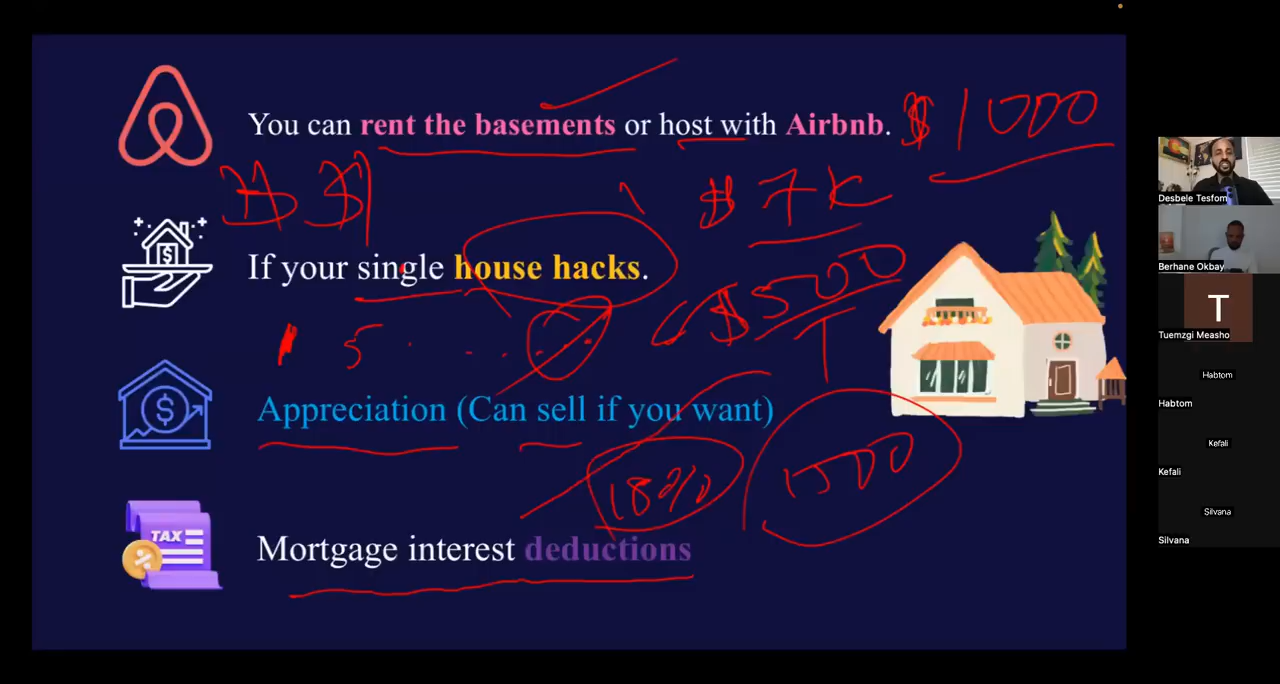 You can rent the basements or host with Airbnb.
$1000
$7K
If your single house hacks.
$500
5
Appreciation (Can sell if you want)
18%
1500
TAX
Mortgage interest deductions
Desbele Tesfom
Berhane Okbay
T
Tuemzgi Measho
Habtom
Habtom
Kefali
Kefali
Silvana
Silvana